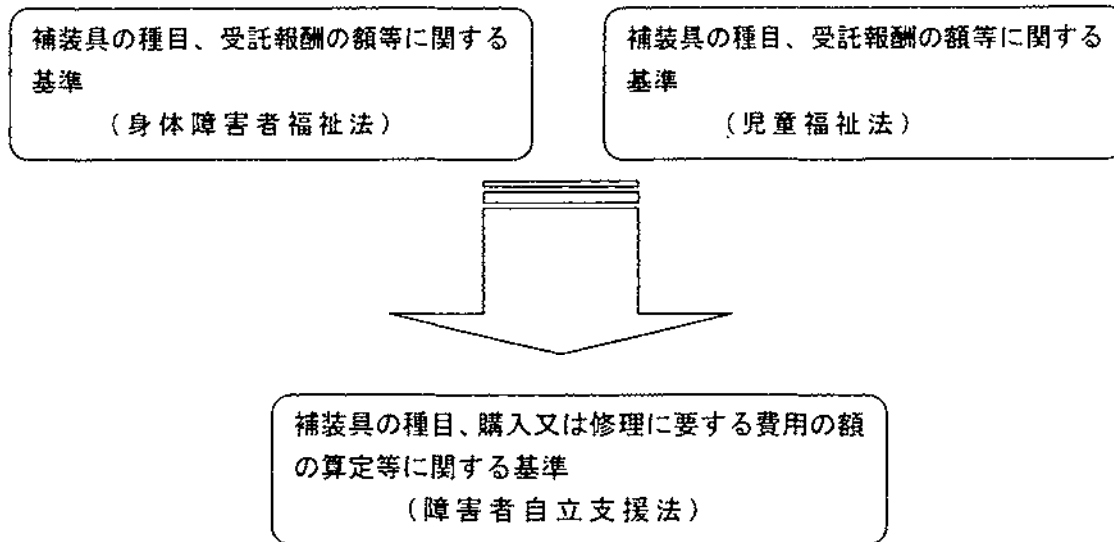 補装具の種目、受託報酬の額等に関する
基準
(身体障害者福祉法)
補装具の種目、受託報酬の額等に関する
基準
(児童福祉法)
補装具の種目、購入又は修理に要する費用の額
の算定等に関する基準
(障害者自立支援法)